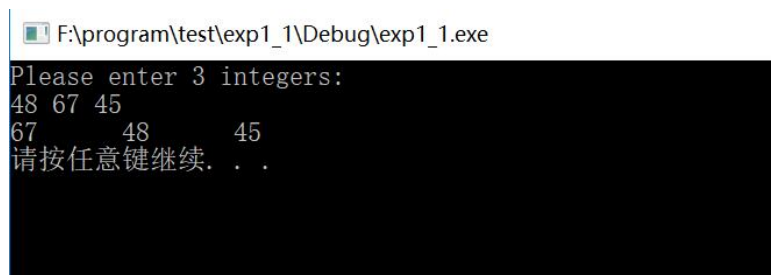 F:\program\test\exp1_1\Debug\exp1_1.exe
Please enter 3 integers:
48 67 45
67      48      45
请按任意键继续. . .